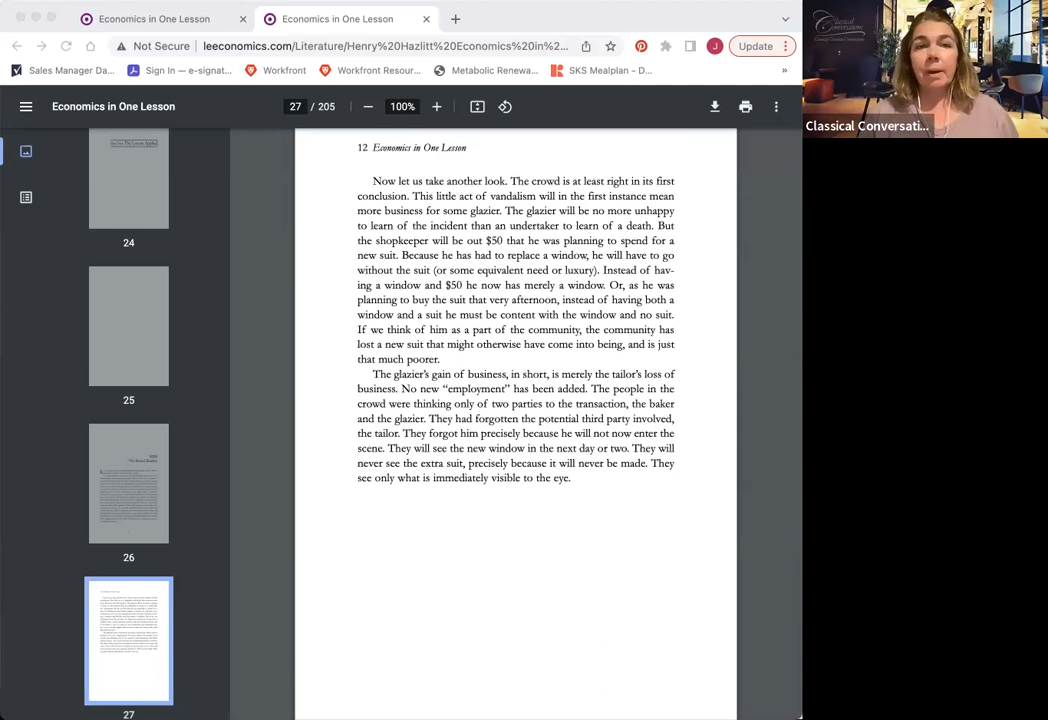 Economics in One Lesson
Economics in One Lesson
Not Secure
leeconomics.com/Literature/Henry%20Hazlitt%20Economics%20in%2...
J
Update
Sales Manager Da...
Sign In — e-signat...
Workfront
Workfront Resour...
Metabolic Renewa...
SKS Mealplan - D...
»
Economics in One Lesson
27 / 205
100%
24
25
26
27
12 Economics in One Lesson
Now let us take another look. The crowd is at least right in its first
conclusion. This little act of vandalism will in the first instance mean
more business for some glazier. The glazier will be no more unhappy
to learn of the incident than an undertaker to learn of a death. But
the shopkeeper will be out $50 that he was planning to spend for a
new suit. Because he has had to replace a window, he will have to go
without the suit (or some equivalent need or luxury). Instead of hav-
ing a window and $50 he now has merely a window. Or, as he was
planning to buy the suit that very afternoon, instead of having both a
window and a suit he must be content with the window and no suit.
If we think of him as a part of the community, the community has
lost a new suit that might otherwise have come into being, and is just
that much poorer.
The glazier's gain of business, in short, is merely the tailor's loss of
business. No new “employment” has been added. The people in the
crowd were thinking only of two parties to the transaction, the baker
and the glazier. They had forgotten the potential third party involved,
the tailor. They forgot him precisely because he will not now enter the
scene. They will see the new window in the next day or two. They will
never see the extra suit, precisely because it will never be made. They
see only what is immediately visible to the eye.
Classical Conversati...